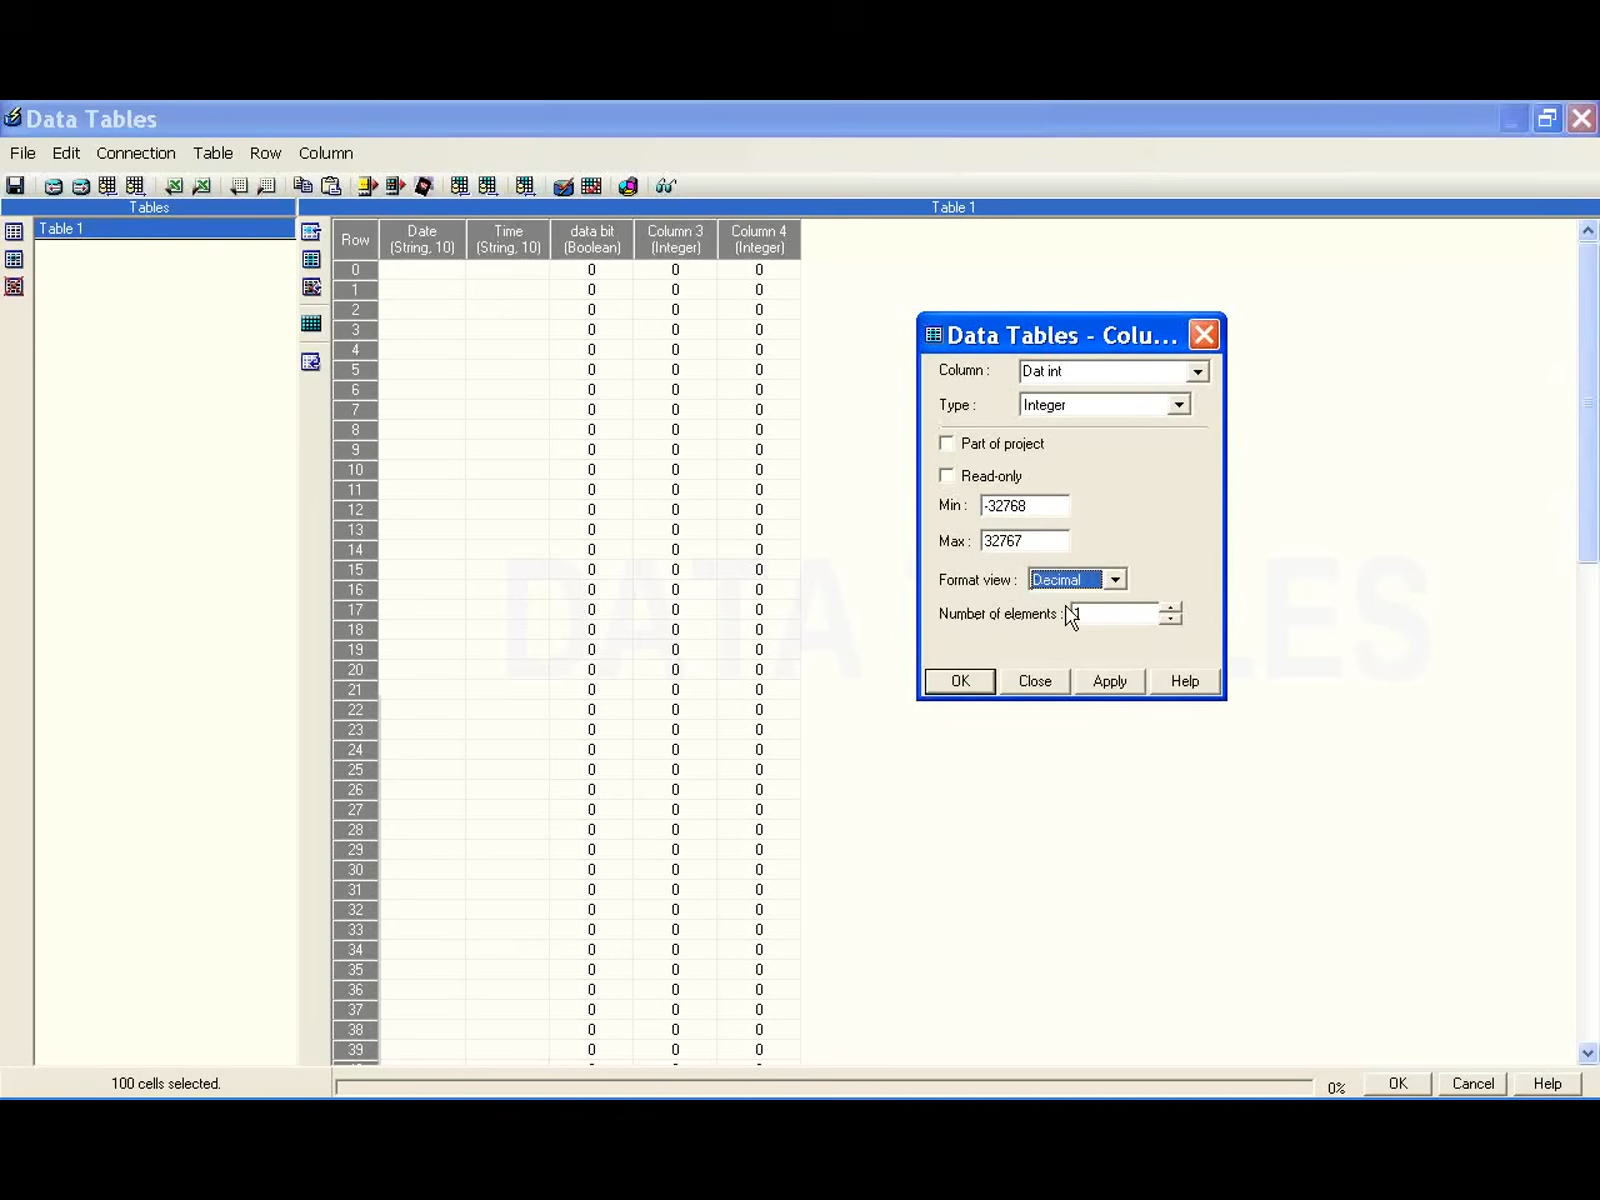 Data Tables
File Edit Connection Table Row Column
Tables
Table 1
Table 1
Row Date (String, 10) Time (String, 10) data bit (Boolean) Column 3 (Integer) Column 4 (Integer)
0 0 0 0
1 0 0 0
2 0 0 0
3 0 0 0
4 0 0 0
5 0 0 0
6 0 0 0
7 0 0 0
8 0 0 0
9 0 0 0
10 0 0 0
11 0 0 0
12 0 0 0
13 0 0 0
14 0 0 0
15 0 0 0
16 0 0 0
17 0 0 0
18 0 0 0
19 0 0 0
20 0 0 0
21 0 0 0
22 0 0 0
23 0 0 0
24 0 0 0
25 0 0 0
26 0 0 0
27 0 0 0
28 0 0 0
29 0 0 0
30 0 0 0
31 0 0 0
32 0 0 0
33 0 0 0
34 0 0 0
35 0 0 0
36 0 0 0
37 0 0 0
38 0 0 0
39 0 0 0
Data Tables - Colu...
Column : Dat int
Type : Integer
Part of project
Read-only
Min : -32768
Max : 32767
Format view : Decimal
Number of elements : 1
OK Close Apply Help
DATA TABLES
100 cells selected.
0% OK Cancel Help